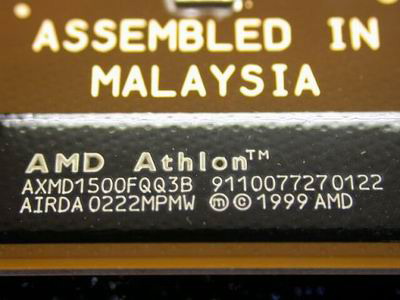 ASSEMBLED IN
MALAYSIA
AMD Athlon™
AXMD1500FQQ3B 9110077270122
AIRDA 0222MPMW ⓜ © 1999 AMD